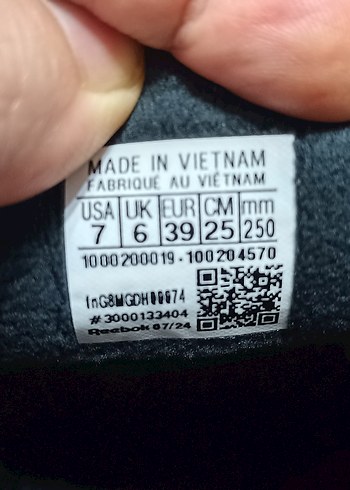 MADE IN VIETNAM
FABRIQUÉ AU VIÉTNAM
USA UK EUR CM mm
7 6 39 25 250
1000200019-100204570
#3000133404
Reebok 07/24